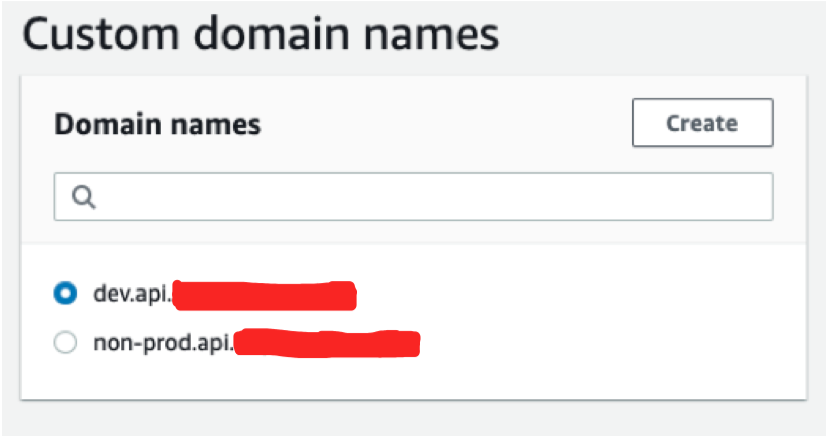 Custom domain names
Domain names
Create
dev.api.
non-prod.api.